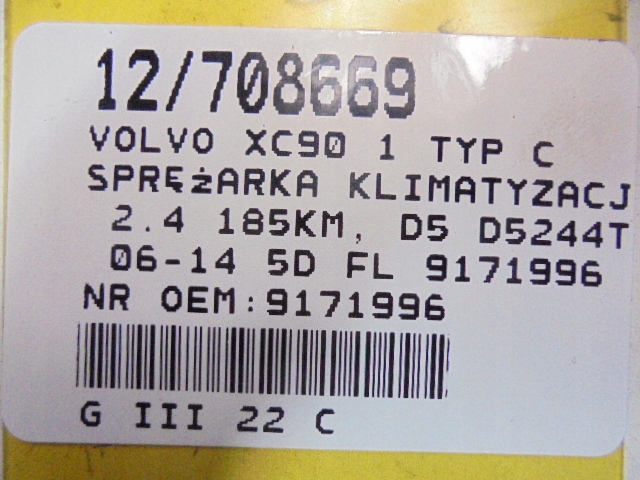 12/708669
VOLVO XC90 1 TYP C
SPRĘżARKA KLIMATYZACJ
2.4 185KM, D5 D5244T
06-14 5D FL 9171996
NR OEM:9171996
G III 22 C